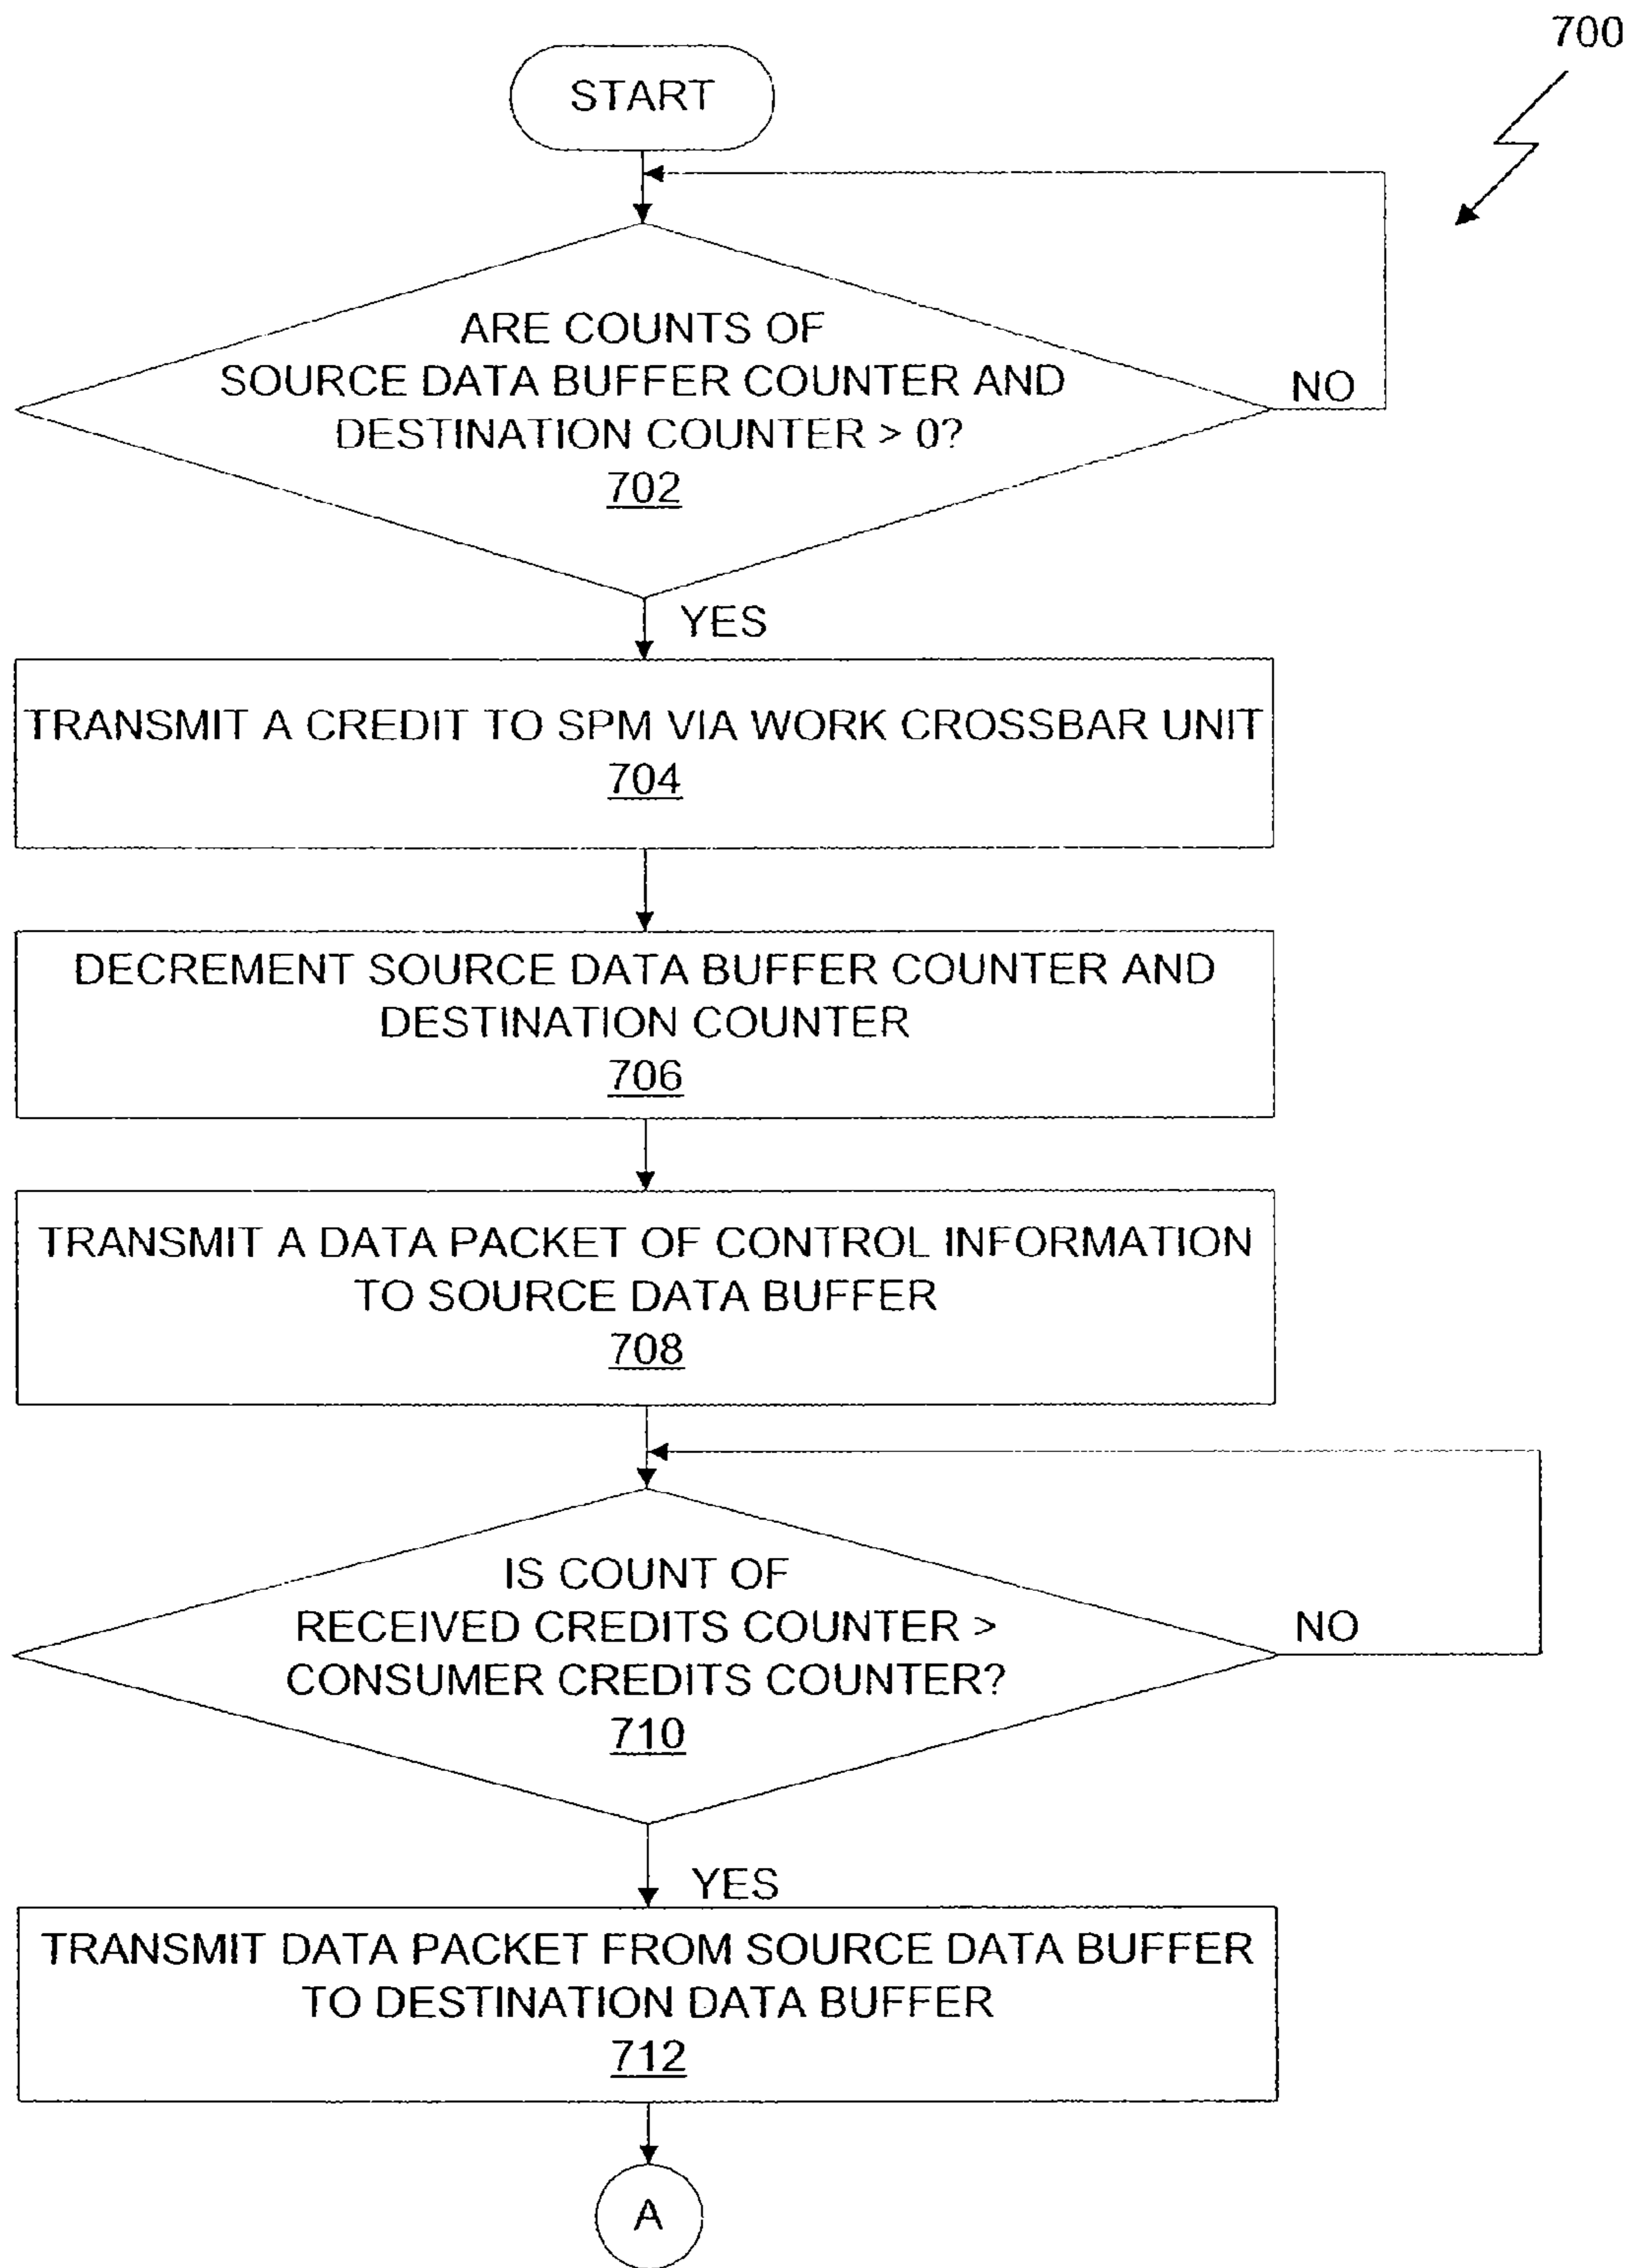 700
START
ARE COUNTS OF
SOURCE DATA BUFFER COUNTER AND
DESTINATION COUNTER > 0?
702
NO
YES
TRANSMIT A CREDIT TO SPM VIA WORK CROSSBAR UNIT
704
DECREMENT SOURCE DATA BUFFER COUNTER AND
DESTINATION COUNTER
706
TRANSMIT A DATA PACKET OF CONTROL INFORMATION
TO SOURCE DATA BUFFER
708
IS COUNT OF
RECEIVED CREDITS COUNTER >
CONSUMER CREDITS COUNTER?
710
NO
YES
TRANSMIT DATA PACKET FROM SOURCE DATA BUFFER
TO DESTINATION DATA BUFFER
712
A